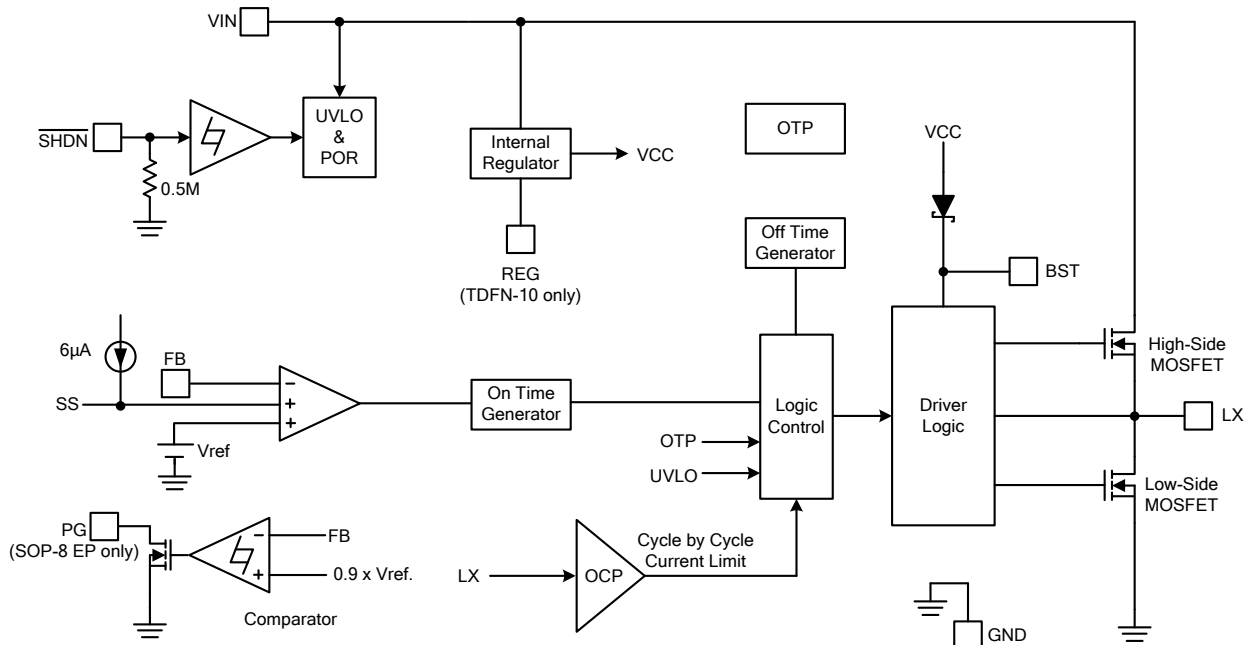 VIN
SHDN
0.5M
UVLO
&
POR
Internal
Regulator
VCC
REG
(TDFN-10 only)
OTP
VCC
Off Time
Generator
BST
6µA
FB
SS
Vref
On Time
Generator
Logic
Control
OTP
UVLO
Driver
Logic
High-Side
MOSFET
LX
Low-Side
MOSFET
PG
(SOP-8 EP only)
FB
0.9 x Vref.
Comparator
LX
OCP
Cycle by Cycle
Current Limit
GND